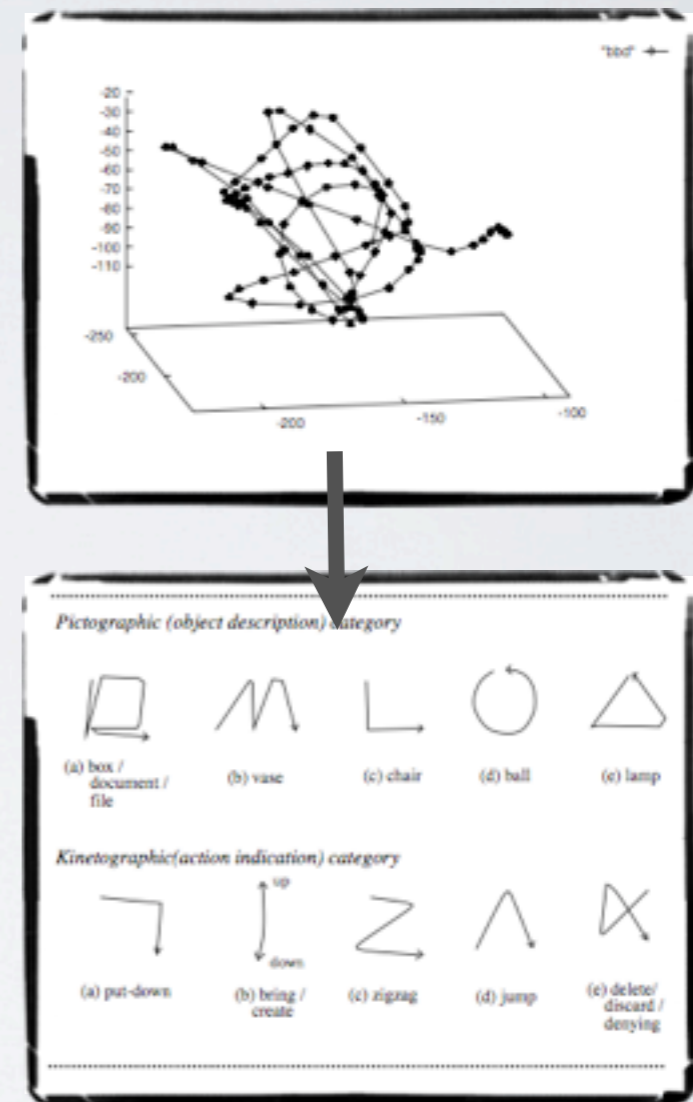 "bbd"
-20
-30
-40
-50
-60
-70
-80
-90
-100
-110
-250
-200
-200
-150
-100
Pictographic (object description) category
(a) box /
document /
file
(b) vase
(c) chair
(d) ball
(e) lamp
Kinetographic(action indication) category
up
down
(a) put-down
(b) bring /
create
(c) zigzag
(d) jump
(e) delete/
discard /
denying